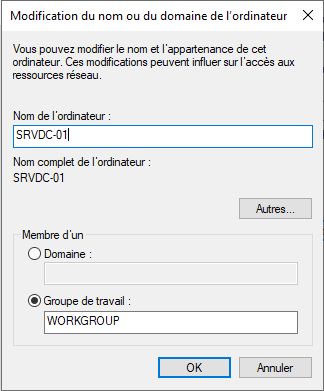 Modification du nom ou du domaine de l'ordinateur
Vous pouvez modifier le nom et l'appartenance de cet
ordinateur. Ces modifications peuvent influer sur l'accès aux
ressources réseau.
Nom de l'ordinateur :
SRVDC-01
Nom complet de l'ordinateur :
SRVDC-01
Autres...
Membre d'un
Domaine :
Groupe de travail :
WORKGROUP
OK
Annuler